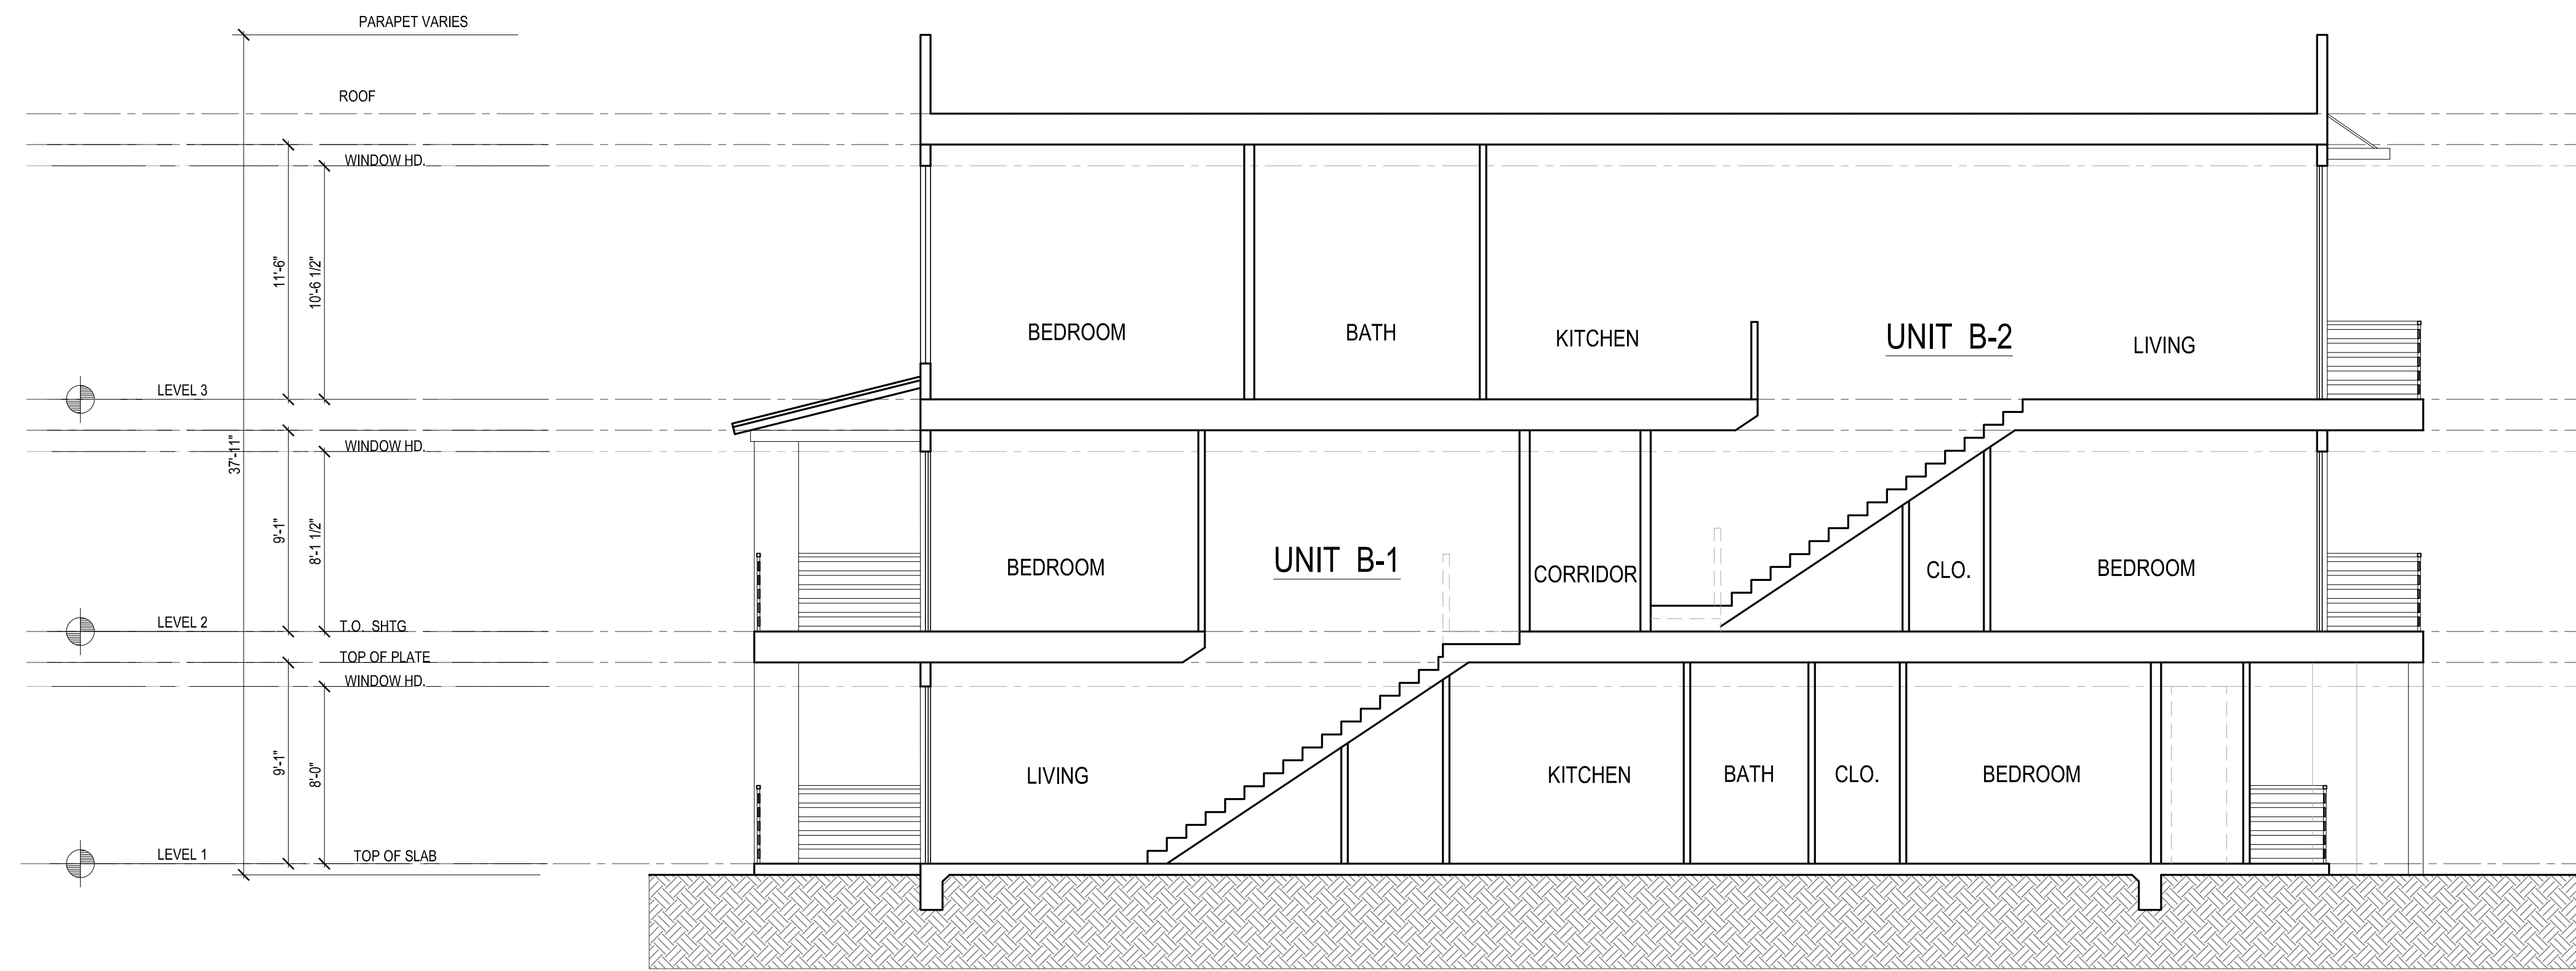 PARAPET VARIES
ROOF
WINDOW HD.
11'-6"
10'-6 1/2"
BEDROOM
BATH
KITCHEN
UNIT B-2
LIVING
LEVEL 3
37'-11"
WINDOW HD.
9'-1"
8'-1 1/2"
BEDROOM
UNIT B-1
CORRIDOR
CLO.
BEDROOM
LEVEL 2
T.O. SHTG
TOP OF PLATE
WINDOW HD.
9'-1"
8'-0"
LIVING
KITCHEN
BATH
CLO.
BEDROOM
LEVEL 1
TOP OF SLAB